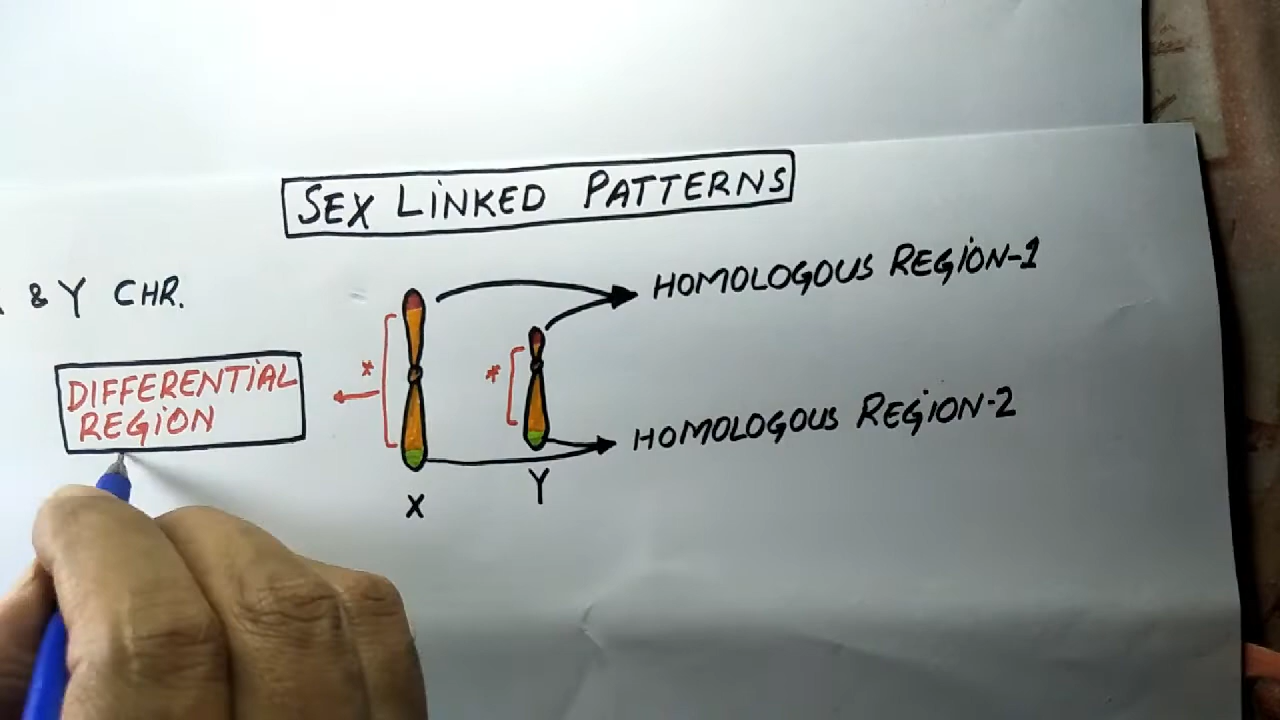 SEX LINKED PATTERNS
HOMOLOGOUS REGION-1
& Y CHR.
*
*
DIFFERENTIAL
REGION
HOMOLOGOUS REGION-2
X
Y